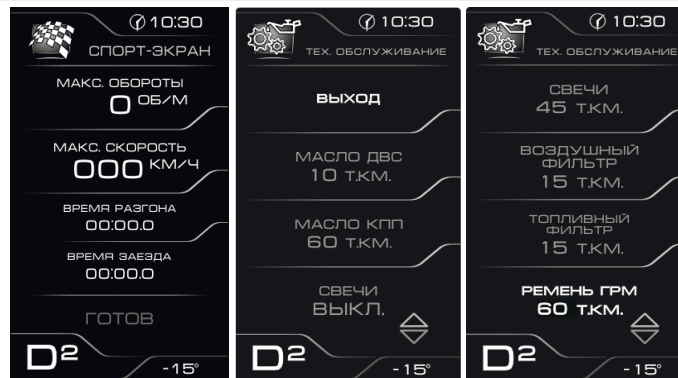 10:30
СПОРТ-ЭКРАН
МАКС. ОБОРОТЫ
0 ОБ/М
МАКС. СКОРОСТЬ
000 КМ/Ч
ВРЕМЯ РАЗГОНА
00:00.0
ВРЕМЯ ЗАЕЗДА
00:00.0
ГОТОВ
D2
-15°
10:30
ТЕХ. ОБСЛУЖИВАНИЕ
ВЫХОД
МАСЛО ДВС
10 Т.КМ.
МАСЛО КПП
60 Т.КМ.
СВЕЧИ
ВЫКЛ.
D2
-15°
10:30
ТЕХ. ОБСЛУЖИВАНИЕ
СВЕЧИ
45 Т.КМ.
ВОЗДУШНЫЙ
ФИЛЬТР
15 Т.КМ.
ТОПЛИВНЫЙ
ФИЛЬТР
15 Т.КМ.
РЕМЕНЬ ГРМ
60 Т.КМ.
D2
-15°